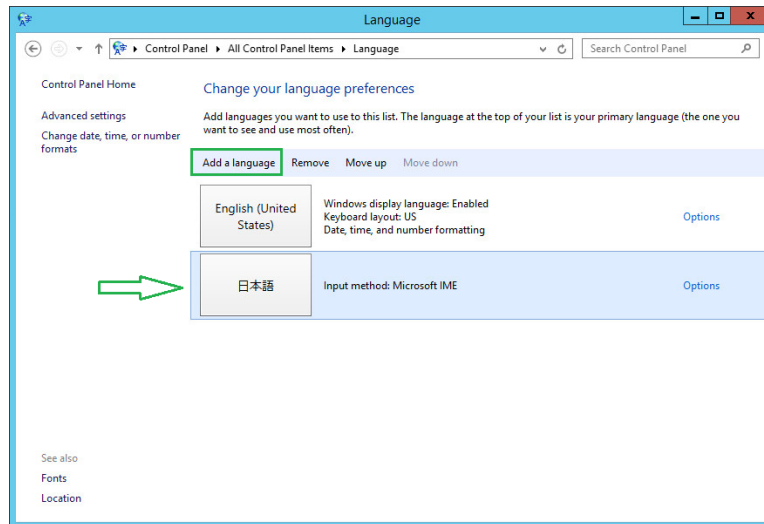 Language
Control Panel Control Panel All Control Panel Items Language Search Control Panel
Control Panel Home
Advanced settings
Change date, time, or number
formats
Change your language preferences
Add languages you want to use to this list. The language at the top of your list is your primary language (the one you
want to see and use most often).
Add a language Remove Move up Move down
English (United
States)
Windows display language: Enabled
Keyboard layout: US
Date, time, and number formatting
Options
日本語
Input method: Microsoft IME
Options
See also
Fonts
Location